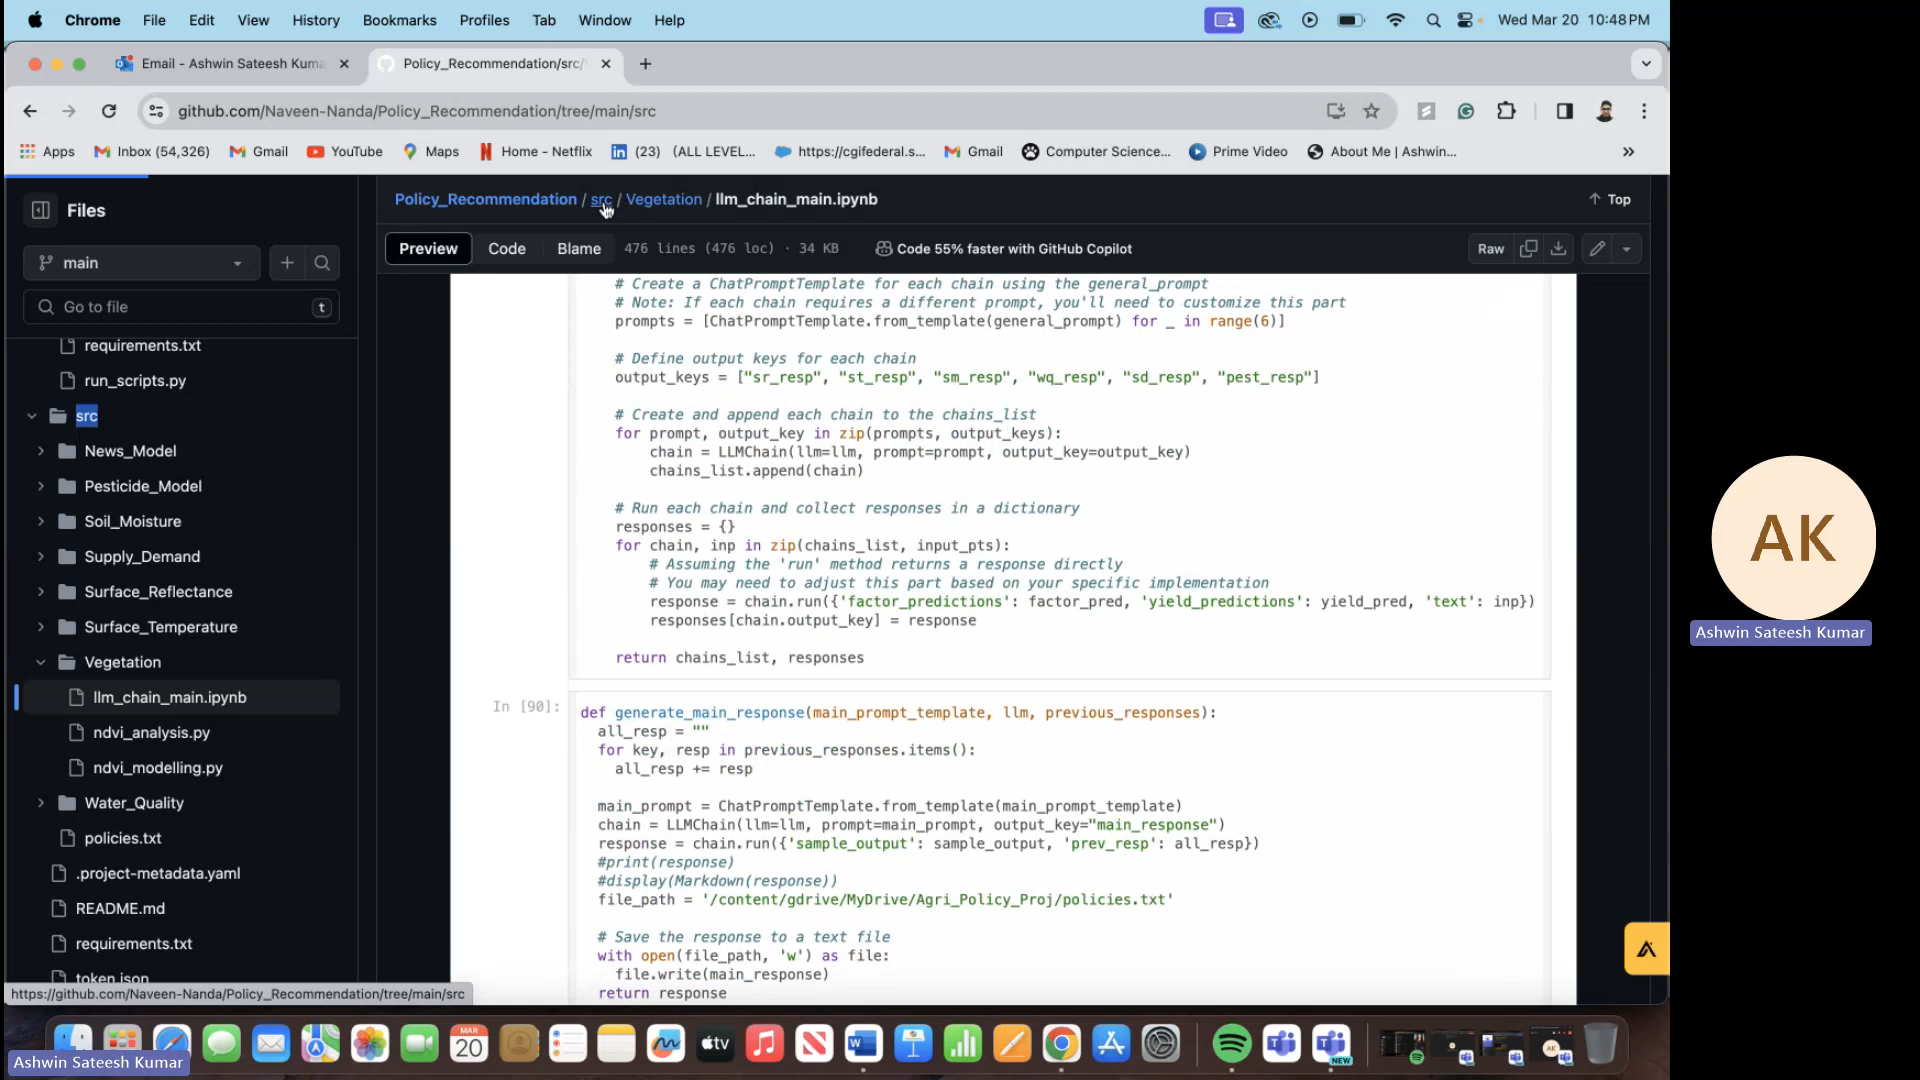 Chrome File Edit View History Bookmarks Profiles Tab Window Help Wed Mar 20 10:48 PM
Email - Ashwin Sateesh Kuma Policy_Recommendation/src/
github.com/Naveen-Nanda/Policy_Recommendation/tree/main/src
Apps Inbox (54,326) Gmail YouTube Maps Home - Netflix (23) (ALL LEVEL... https://cgifederal.s... Gmail Computer Science... Prime Video About Me | Ashwin... »
Files
main
Go to file t
requirements.txt
run_scripts.py
src
News_Model
Pesticide_Model
Soil_Moisture
Supply_Demand
Surface_Reflectance
Surface_Temperature
Vegetation
llm_chain_main.ipynb
ndvi_analysis.py
ndvi_modelling.py
Water_Quality
policies.txt
.project-metadata.yaml
README.md
requirements.txt
token.json
https://github.com/Naveen-Nanda/Policy_Recommendation/tree/main/src
Policy_Recommendation / src / Vegetation / llm_chain_main.ipynb Top
Preview Code Blame 476 lines (476 loc) · 34 KB Code 55% faster with GitHub Copilot Raw
# Create a ChatPromptTemplate for each chain using the general_prompt
# Note: If each chain requires a different prompt, you'll need to customize this part
prompts = [ChatPromptTemplate.from_template(general_prompt) for _ in range(6)]
# Define output keys for each chain
output_keys = ["sr_resp", "st_resp", "sm_resp", "wq_resp", "sd_resp", "pest_resp"]
# Create and append each chain to the chains_list
for prompt, output_key in zip(prompts, output_keys):
chain = LLMChain(llm=llm, prompt=prompt, output_key=output_key)
chains_list.append(chain)
# Run each chain and collect responses in a dictionary
responses = {}
for chain, inp in zip(chains_list, input_pts):
# Assuming the 'run' method returns a response directly
# You may need to adjust this part based on your specific implementation
response = chain.run({'factor_predictions': factor_pred, 'yield_predictions': yield_pred, 'text': inp})
responses[chain.output_key] = response
return chains_list, responses
In [90]: def generate_main_response(main_prompt_template, llm, previous_responses):
all_resp = ""
for key, resp in previous_responses.items():
all_resp += resp
main_prompt = ChatPromptTemplate.from_template(main_prompt_template)
chain = LLMChain(llm=llm, prompt=main_prompt, output_key="main_response")
response = chain.run({'sample_output': sample_output, 'prev_resp': all_resp})
#print(response)
#display(Markdown(response))
file_path = '/content/gdrive/MyDrive/Agri_Policy_Proj/policies.txt'
# Save the response to a text file
with open(file_path, 'w') as file:
file.write(main_response)
return response
AK
Ashwin Sateesh Kumar
MAR
20
tv
NEW
Ashwin Sateesh Kumar